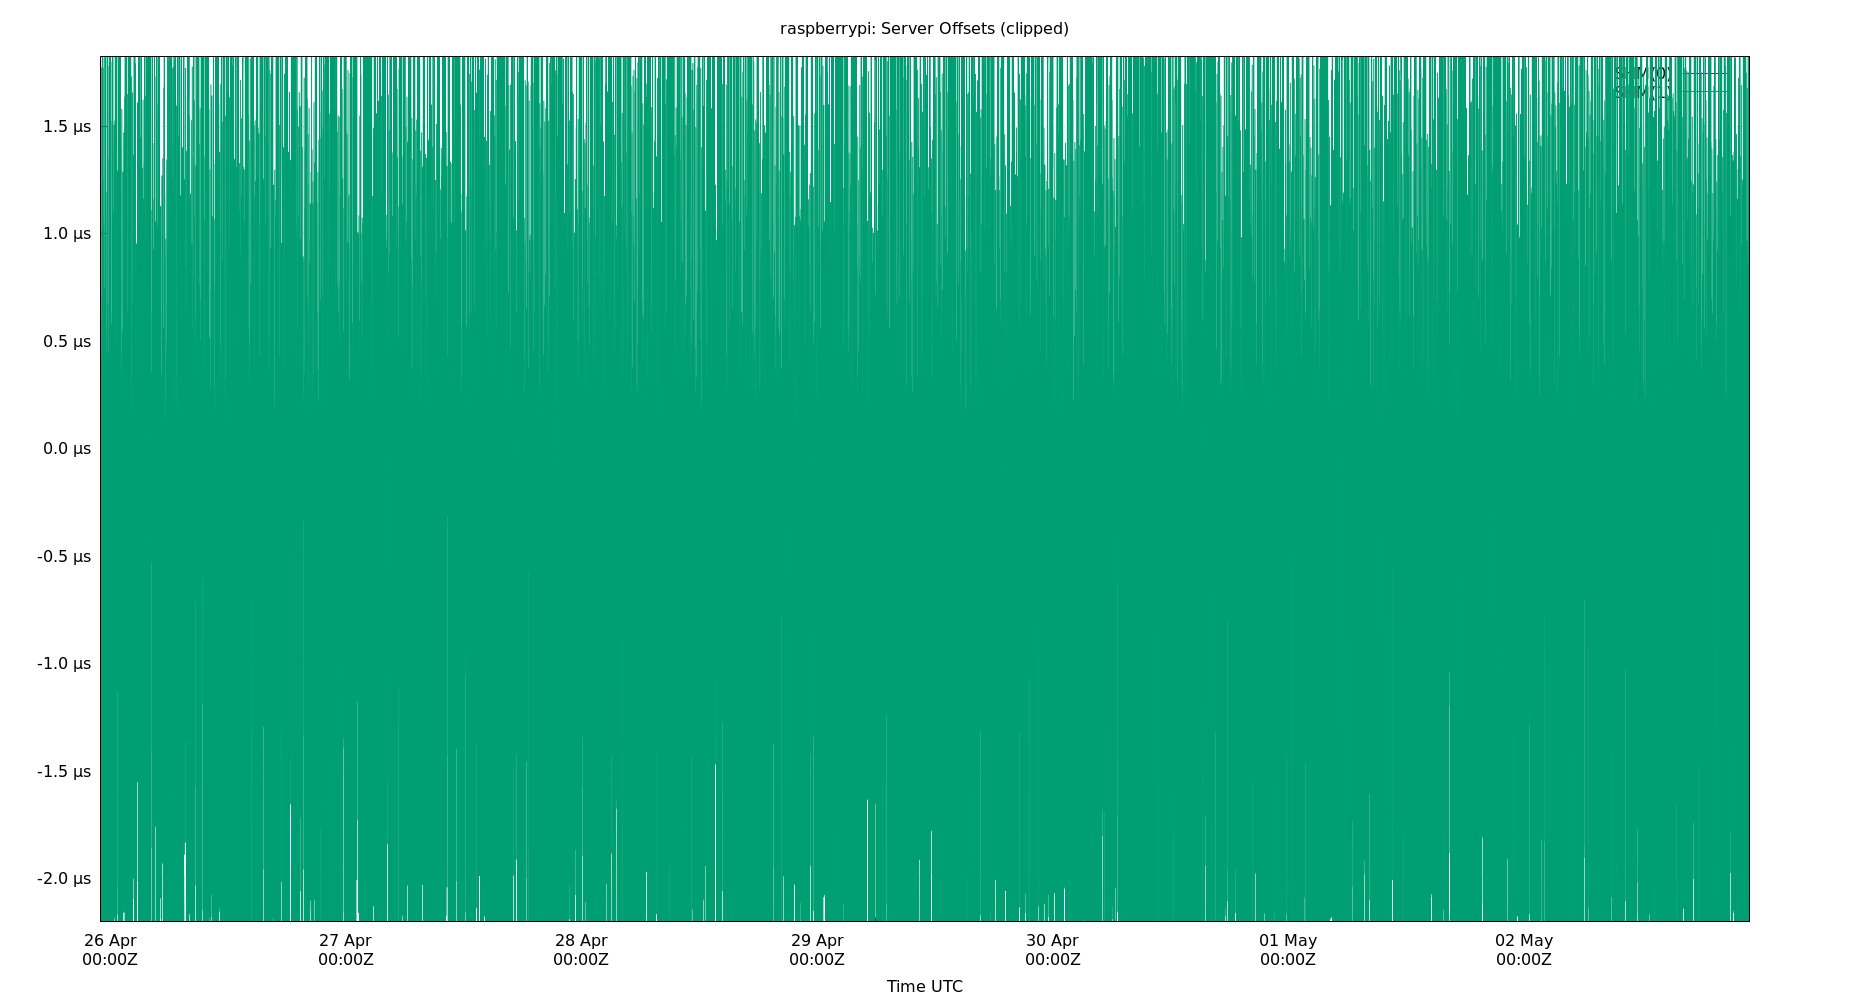 raspberrypi: Server Offsets (clipped)
SHM(0)
1.5 µs
1.0 µs
0.5 µs
0.0 µs
-0.5 µs
-1.0 µs
-1.5 µs
-2.0 µs
26 Apr 27 Apr 28 Apr 29 Apr 30 Apr 01 May 02 May
00:00Z 00:00Z 00:00Z 00:00Z 00:00Z 00:00Z 00:00Z
Time UTC